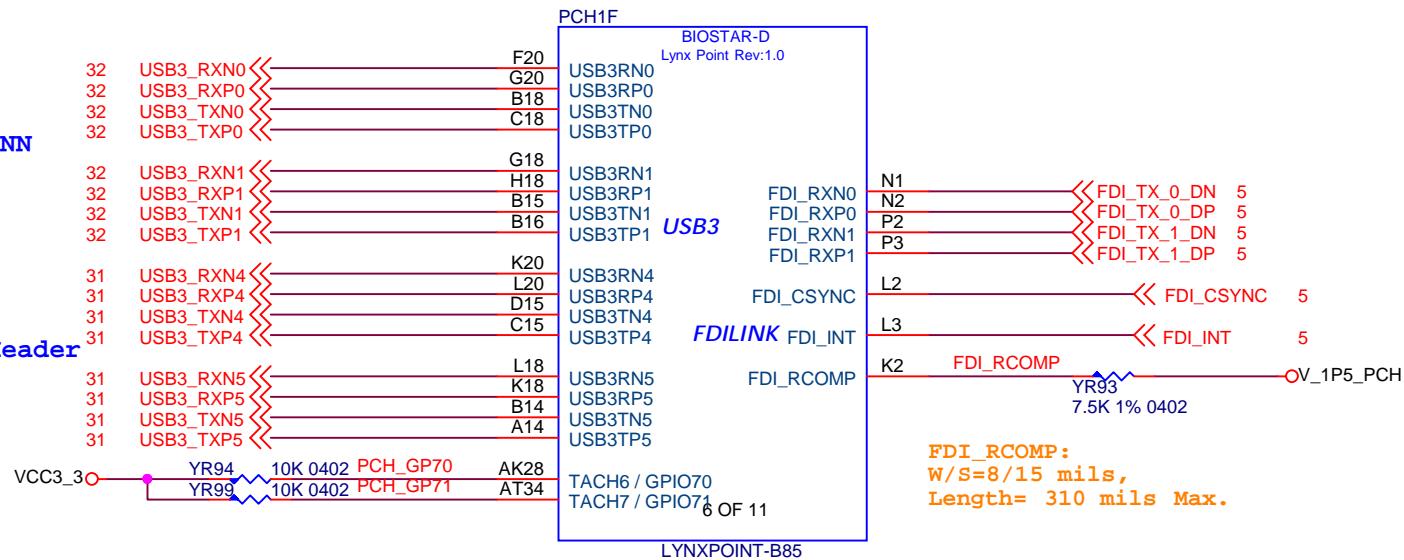 PCH1F
BIOSTAR-D
Lynx Point Rev:1.0
32 USB3_RXN0 F20 USB3RN0
32 USB3_RXP0 G20 USB3RP0
32 USB3_TXN0 B18 USB3TN0
32 USB3_TXP0 C18 USB3TP0
NN
32 USB3_RXN1 G18 USB3RN1
32 USB3_RXP1 H18 USB3RP1
32 USB3_TXN1 B15 USB3TN1
32 USB3_TXP1 B16 USB3TP1
USB3
FDI_RXN0 N1 FDI_TX_0_DN 5
FDI_RXP0 N2 FDI_TX_0_DP 5
FDI_RXN1 P2 FDI_TX_1_DN 5
FDI_RXP1 P3 FDI_TX_1_DP 5
31 USB3_RXN4 K20 USB3RN4
31 USB3_RXP4 L20 USB3RP4
31 USB3_TXN4 D15 USB3TN4
31 USB3_TXP4 C15 USB3TP4
FDI_CSYNC L2 FDI_CSYNC 5
FDILINK
FDI_INT L3 FDI_INT 5
eader
31 USB3_RXN5 L18 USB3RN5
31 USB3_RXP5 K18 USB3RP5
31 USB3_TXN5 B14 USB3TN5
31 USB3_TXP5 A14 USB3TP5
FDI_RCOMP K2 FDI_RCOMP V_1P5_PCH
YR93
7.5K 1% 0402
VCC3_3 YR94 10K 0402 PCH_GP70 AK28 TACH6 / GPIO70
YR99 10K 0402 PCH_GP71 AT34 TACH7 / GPIO71
6 OF 11
FDI_RCOMP:
W/S=8/15 mils,
Length= 310 mils Max.
LYNXPOINT-B85